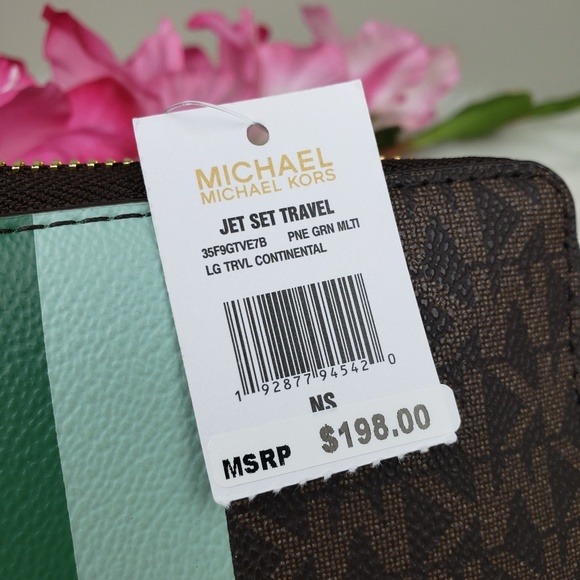 MICHAEL
MICHAEL KORS
JET SET TRAVEL
35F9GTVE7B PNE GRN MLTI
LG TRVL CONTINENTAL
1 92877 94542 0
NS
MSRP $198.00